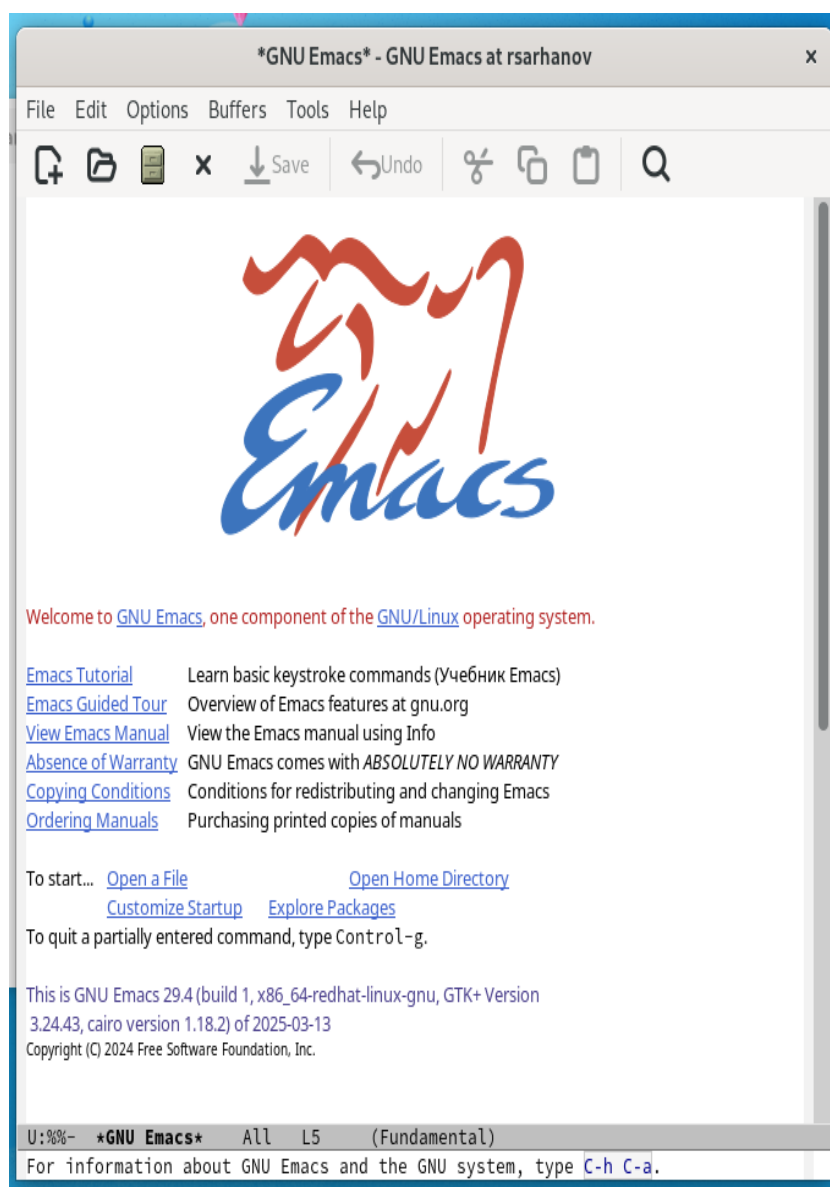 *GNU Emacs* - GNU Emacs at rsarhanov x
File Edit Options Buffers Tools Help
Save Undo
Emacs
Welcome to GNU Emacs, one component of the GNU/Linux operating system.
Emacs Tutorial Learn basic keystroke commands (Учебник Emacs)
Emacs Guided Tour Overview of Emacs features at gnu.org
View Emacs Manual View the Emacs manual using Info
Absence of Warranty GNU Emacs comes with ABSOLUTELY NO WARRANTY
Copying Conditions Conditions for redistributing and changing Emacs
Ordering Manuals Purchasing printed copies of manuals
To start... Open a File Open Home Directory
Customize Startup Explore Packages
To quit a partially entered command, type Control-g.
This is GNU Emacs 29.4 (build 1, x86_64-redhat-linux-gnu, GTK+ Version
3.24.43, cairo version 1.18.2) of 2025-03-13
Copyright (C) 2024 Free Software Foundation, Inc.
U:%%- *GNU Emacs* All L5 (Fundamental)
For information about GNU Emacs and the GNU system, type C-h C-a.